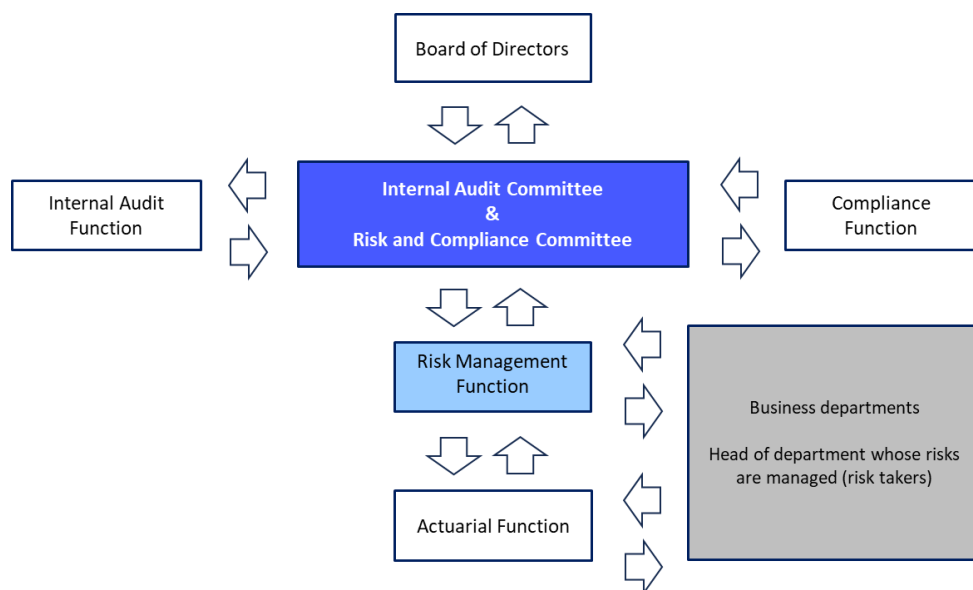 Board of Directors
Internal Audit Committee
&
Risk and Compliance Committee
Internal Audit
Function
Compliance
Function
Risk Management
Function
Business departments
Head of department whose risks
are managed (risk takers)
Actuarial Function